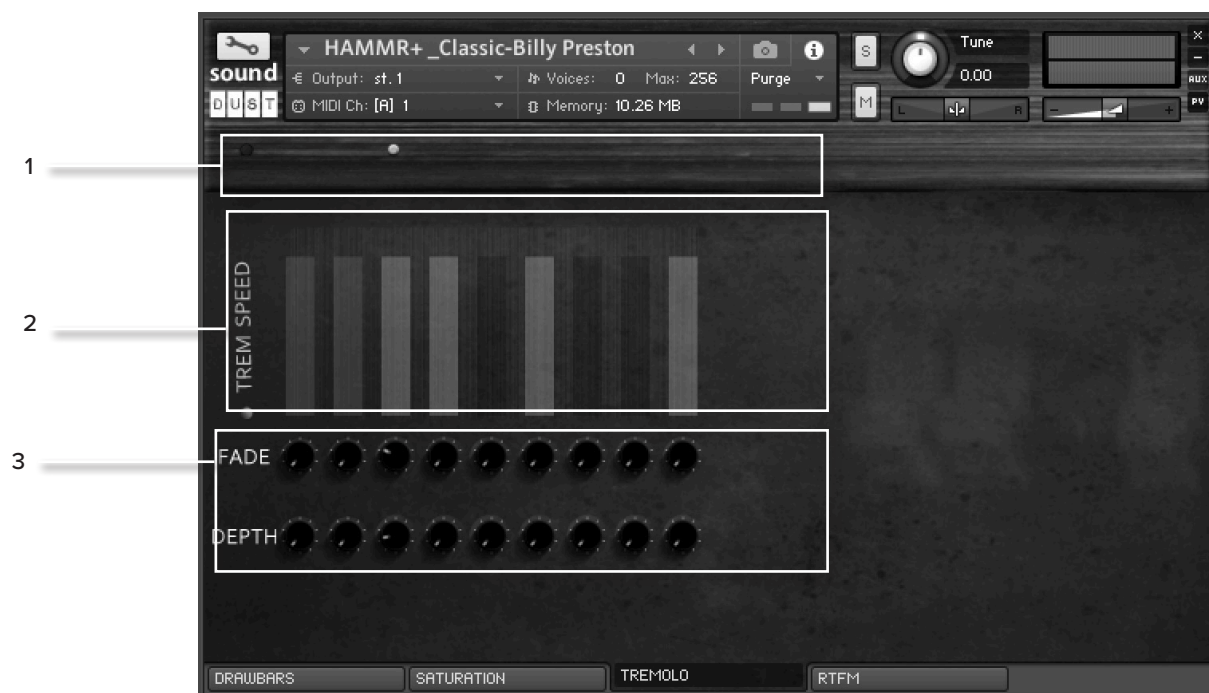 HAMMR+ _Classic-Billy Preston
sound
DUST
Output: st.1
Voices: 0 Max: 256
Purge
MIDI Ch: [A] 1
Memory: 10.26 MB
S
M
Tune
0.00
L
R
-
+
×
-
AUX
PV
1
2
TREM SPEED
3
FADE
DEPTH
DRAWBARS
SATURATION
TREMOLO
RTFM